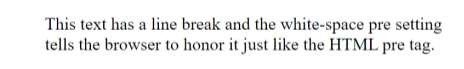 This text has a line break and the white-space pre setting
tells the browser to honor it just like the HTML pre tag.